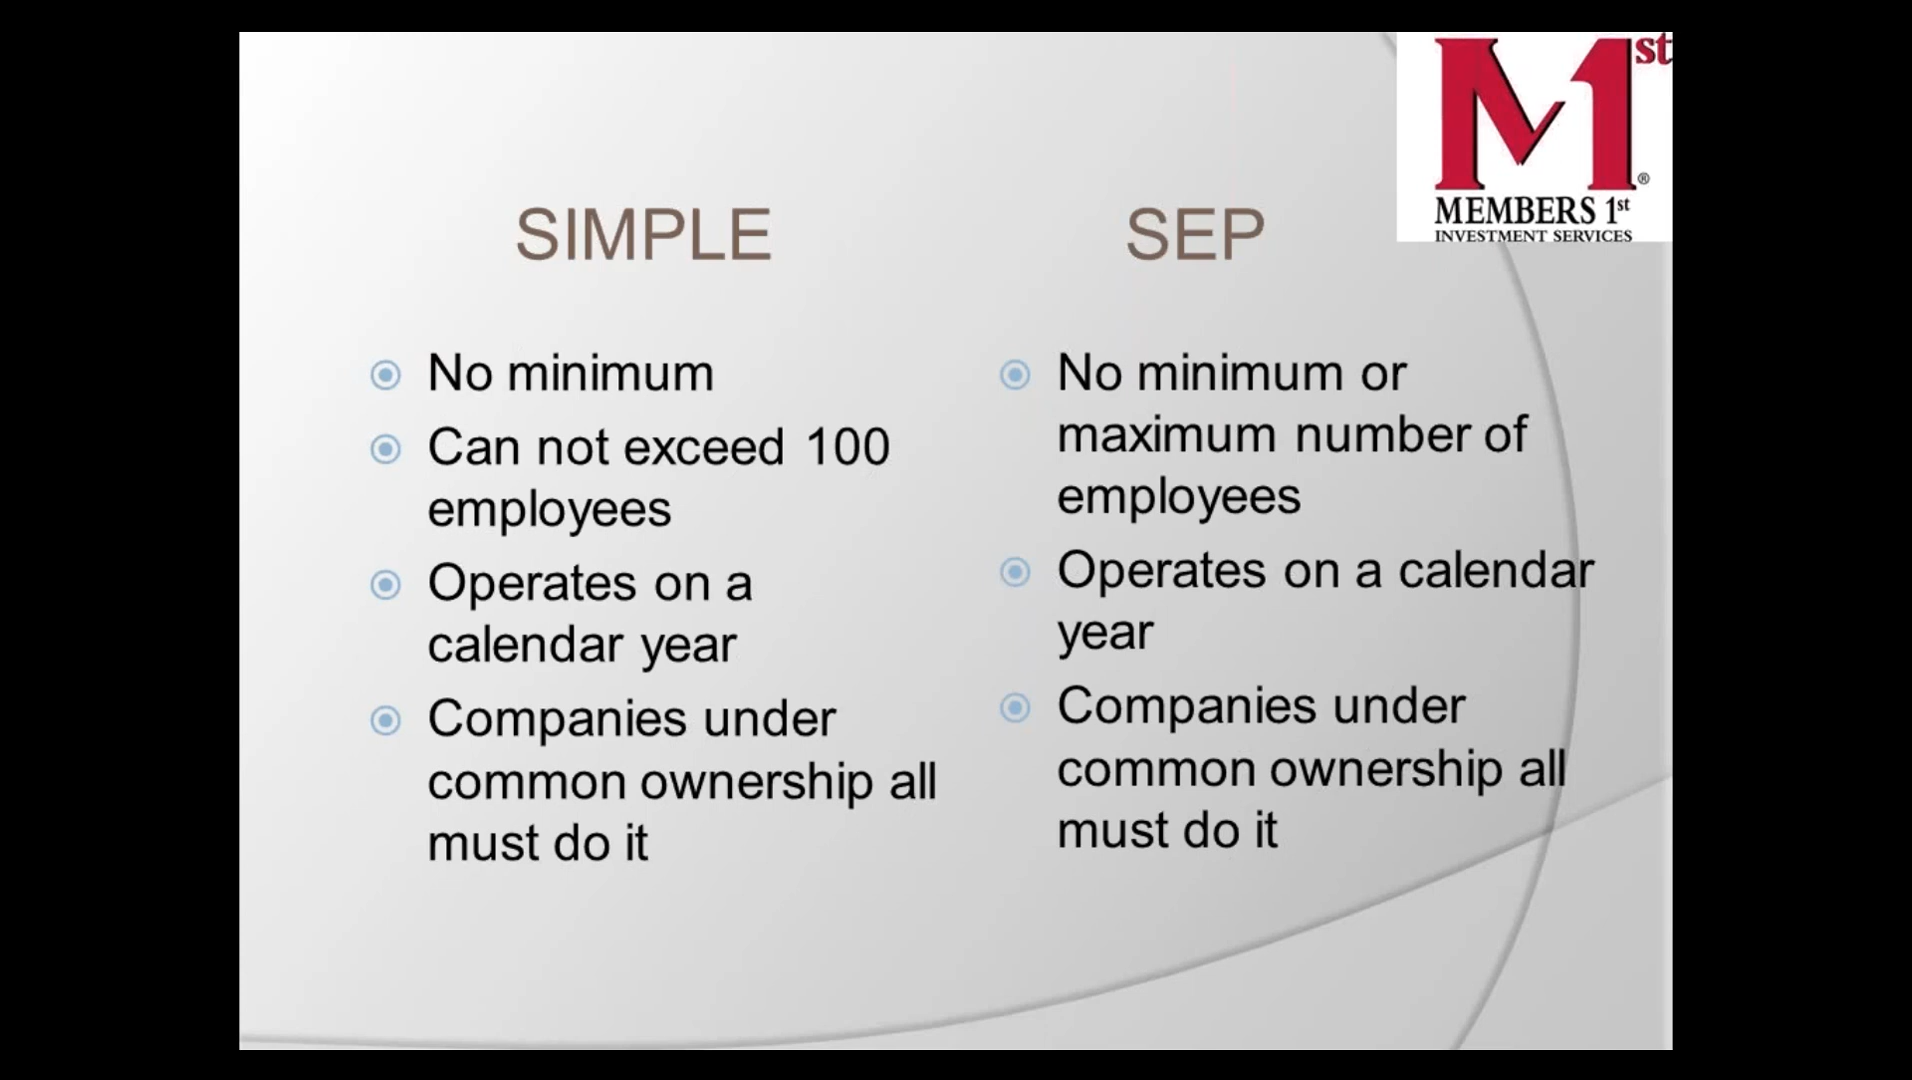 M1st®
MEMBERS 1st
INVESTMENT SERVICES
SIMPLE
No minimum
Can not exceed 100
employees
Operates on a
calendar year
Companies under
common ownership all
must do it
SEP
No minimum or
maximum number of
employees
Operates on a calendar
year
Companies under
common ownership all
must do it